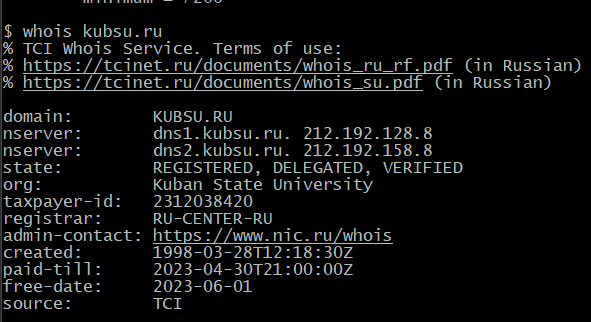 $ whois kubsu.ru
% TCI Whois Service. Terms of use:
% https://tcinet.ru/documents/whois_ru_rf.pdf (in Russian)
% https://tcinet.ru/documents/whois_su.pdf (in Russian)
domain: KUBSU.RU
nserver: dns1.kubsu.ru. 212.192.128.8
nserver: dns2.kubsu.ru. 212.192.158.8
state: REGISTERED, DELEGATED, VERIFIED
org: Kuban State University
taxpayer-id: 2312038420
registrar: RU-CENTER-RU
admin-contact: https://www.nic.ru/whois
created: 1998-03-28T12:18:30Z
paid-till: 2023-04-30T21:00:00Z
free-date: 2023-06-01
source: TCI